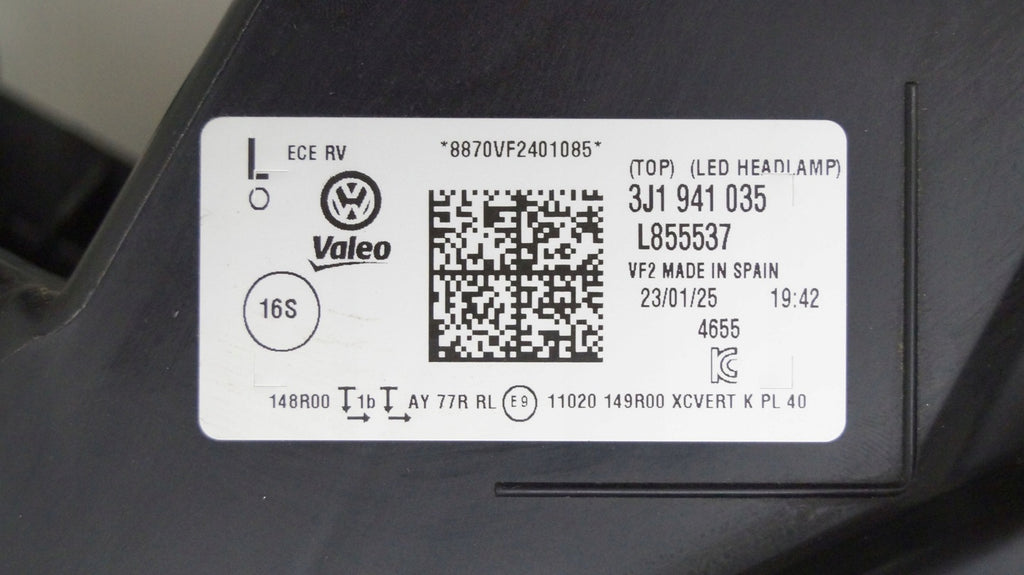 L
ECE RV
*8870VF2401085*
(TOP) (LED HEADLAMP)
3J1 941 035
L855537
VF2 MADE IN SPAIN
23/01/25 19:42
4655
Valeo
16S
148R00 1b AY 77R RL E9 11020 149R00 XCVERT K PL 40